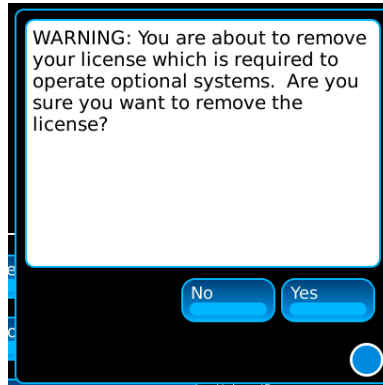 WARNING: You are about to remove
your license which is required to
operate optional systems.  Are you
sure you want to remove the
license?
No
Yes